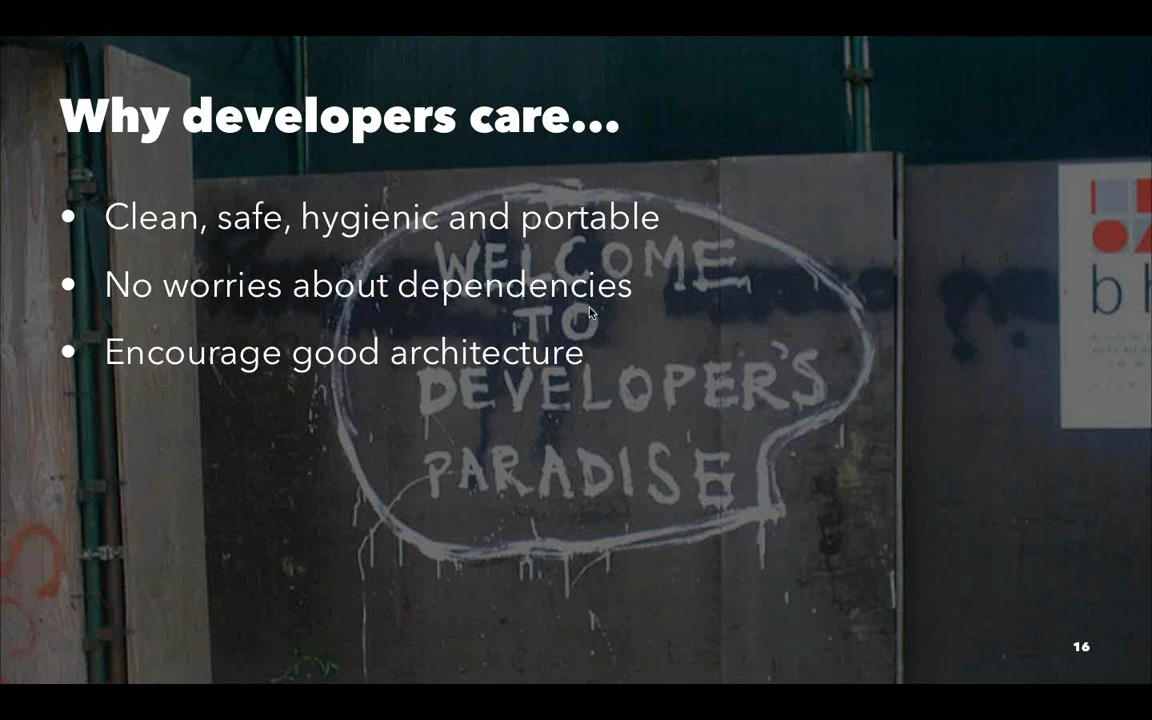 Why developers care...
• Clean, safe, hygienic and portable
• No worries about dependencies
• Encourage good architecture
WELCOME
TO
DEVELOPER'S
PARADISE
b
16